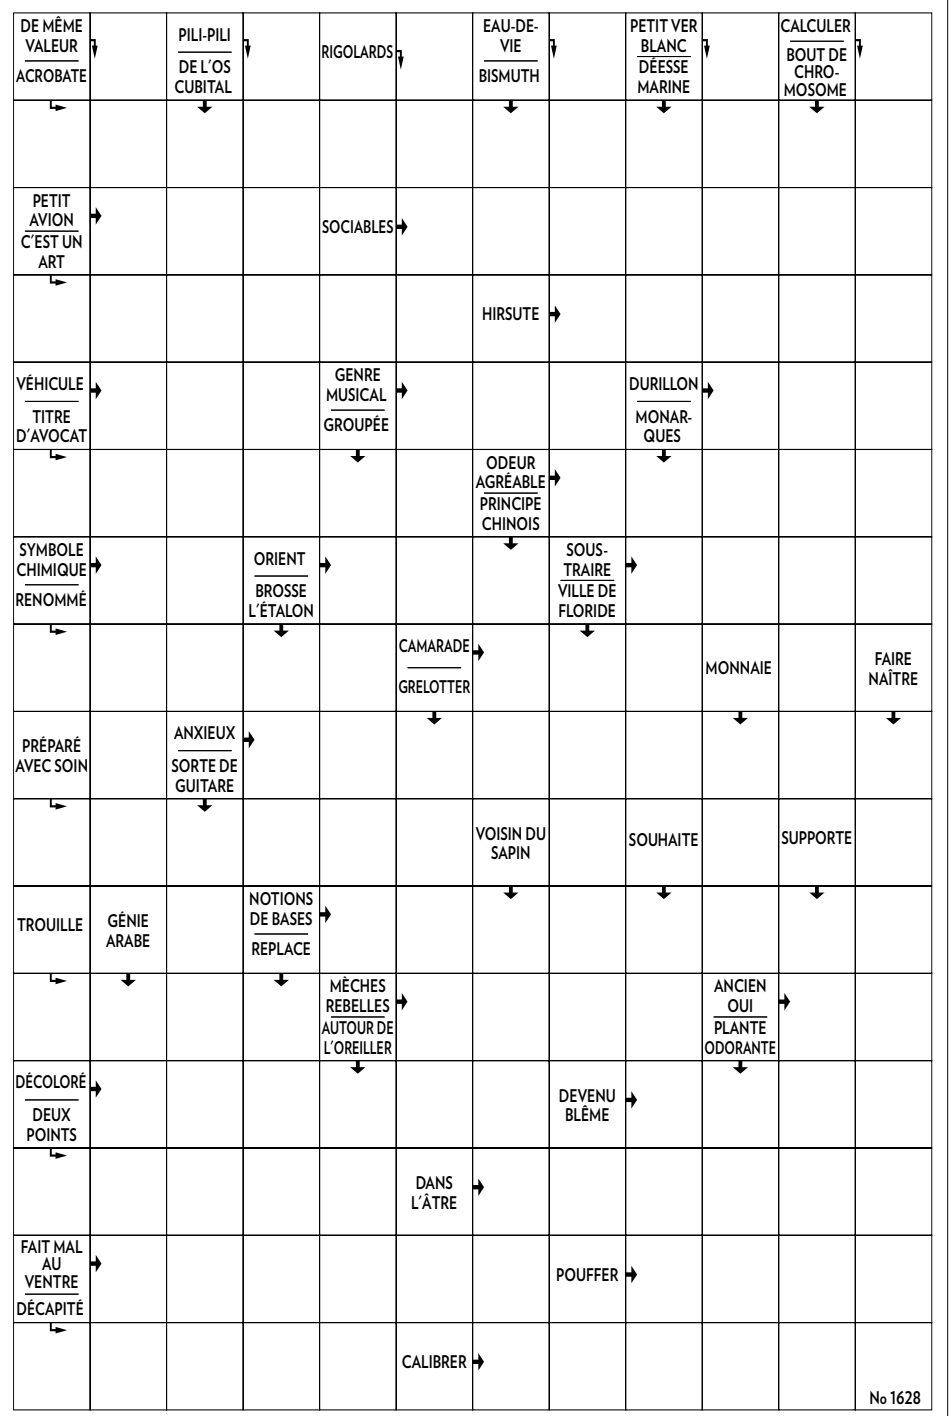 DE MÊME
VALEUR
ACROBATE
PILI-PILI
DE L'OS
CUBITAL
RIGOLARDS
EAU-DE-
VIE
BISMUTH
PETIT VER
BLANC
DÉESSE
MARINE
CALCULER
BOUT DE
CHRO-
MOSOME
PETIT
AVION
C'EST UN
ART
SOCIABLES
HIRSUTE
VÉHICULE
TITRE
D'AVOCAT
GENRE
MUSICAL
GROUPÉE
DURILLON
MONAR-
QUES
ODEUR
AGRÉABLE
PRINCIPE
CHINOIS
SYMBOLE
CHIMIQUE
RENOMMÉ
ORIENT
BROSSE
L'ÉTALON
SOUS-
TRAIRE
VILLE DE
FLORIDE
CAMARADE
GRELOTTER
MONNAIE
FAIRE
NAÎTRE
PRÉPARÉ
AVEC SOIN
ANXIEUX
SORTE DE
GUITARE
VOISIN DU
SAPIN
SOUHAITE
SUPPORTE
TROUILLE
GÉNIE
ARABE
NOTIONS
DE BASES
REPLACE
MÈCHES
REBELLES
AUTOUR DE
L'OREILLER
ANCIEN
OUI
PLANTE
ODORANTE
DÉCOLORÉ
DEUX
POINTS
DEVENU
BLÊME
DANS
L'ÂTRE
FAIT MAL
AU
VENTRE
DÉCAPITÉ
POUFFER
CALIBRER
No 1628